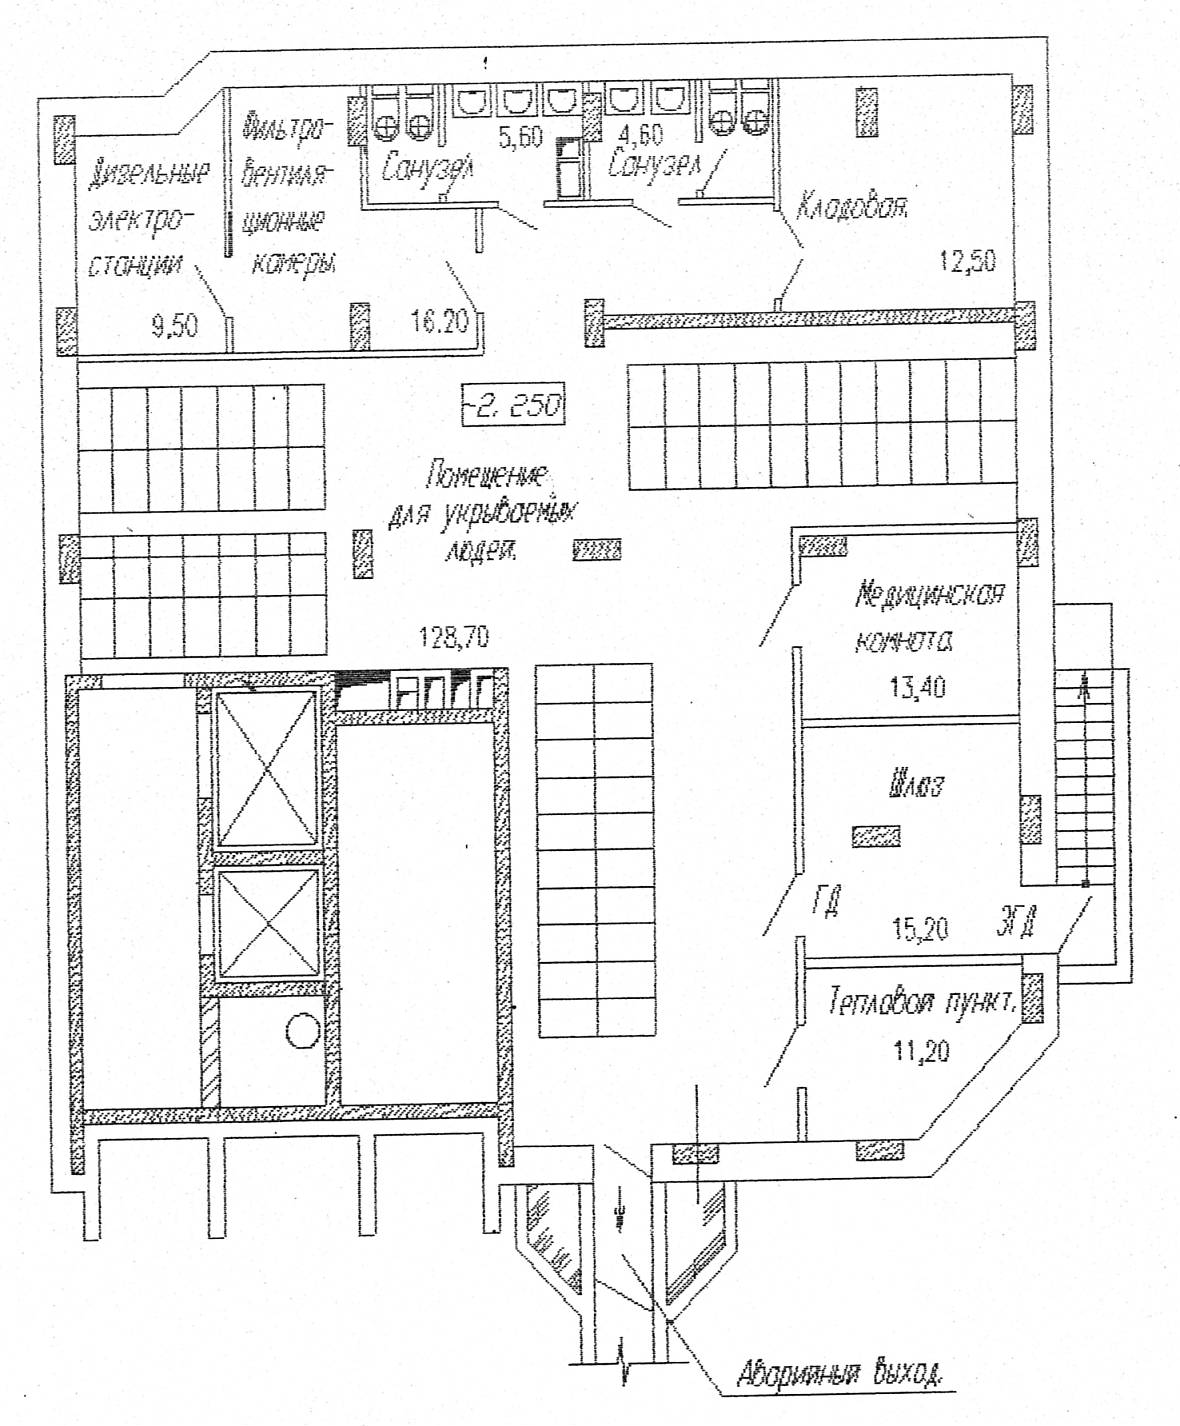 Дизельные
электро-
станции
9,50
Фильтро-
вентиля-
ционные
камеры.
16.20
Санузел
5,60
4,60
Санузел
Кладовая.
12,50
-2. 250
Помещение
для укрываемых
людей.
128,70
Медицинская
комната
13,40
Шлюз
ГД
15,20
ЗГД
Тепловой пункт.
11,20
Аварийный выход.